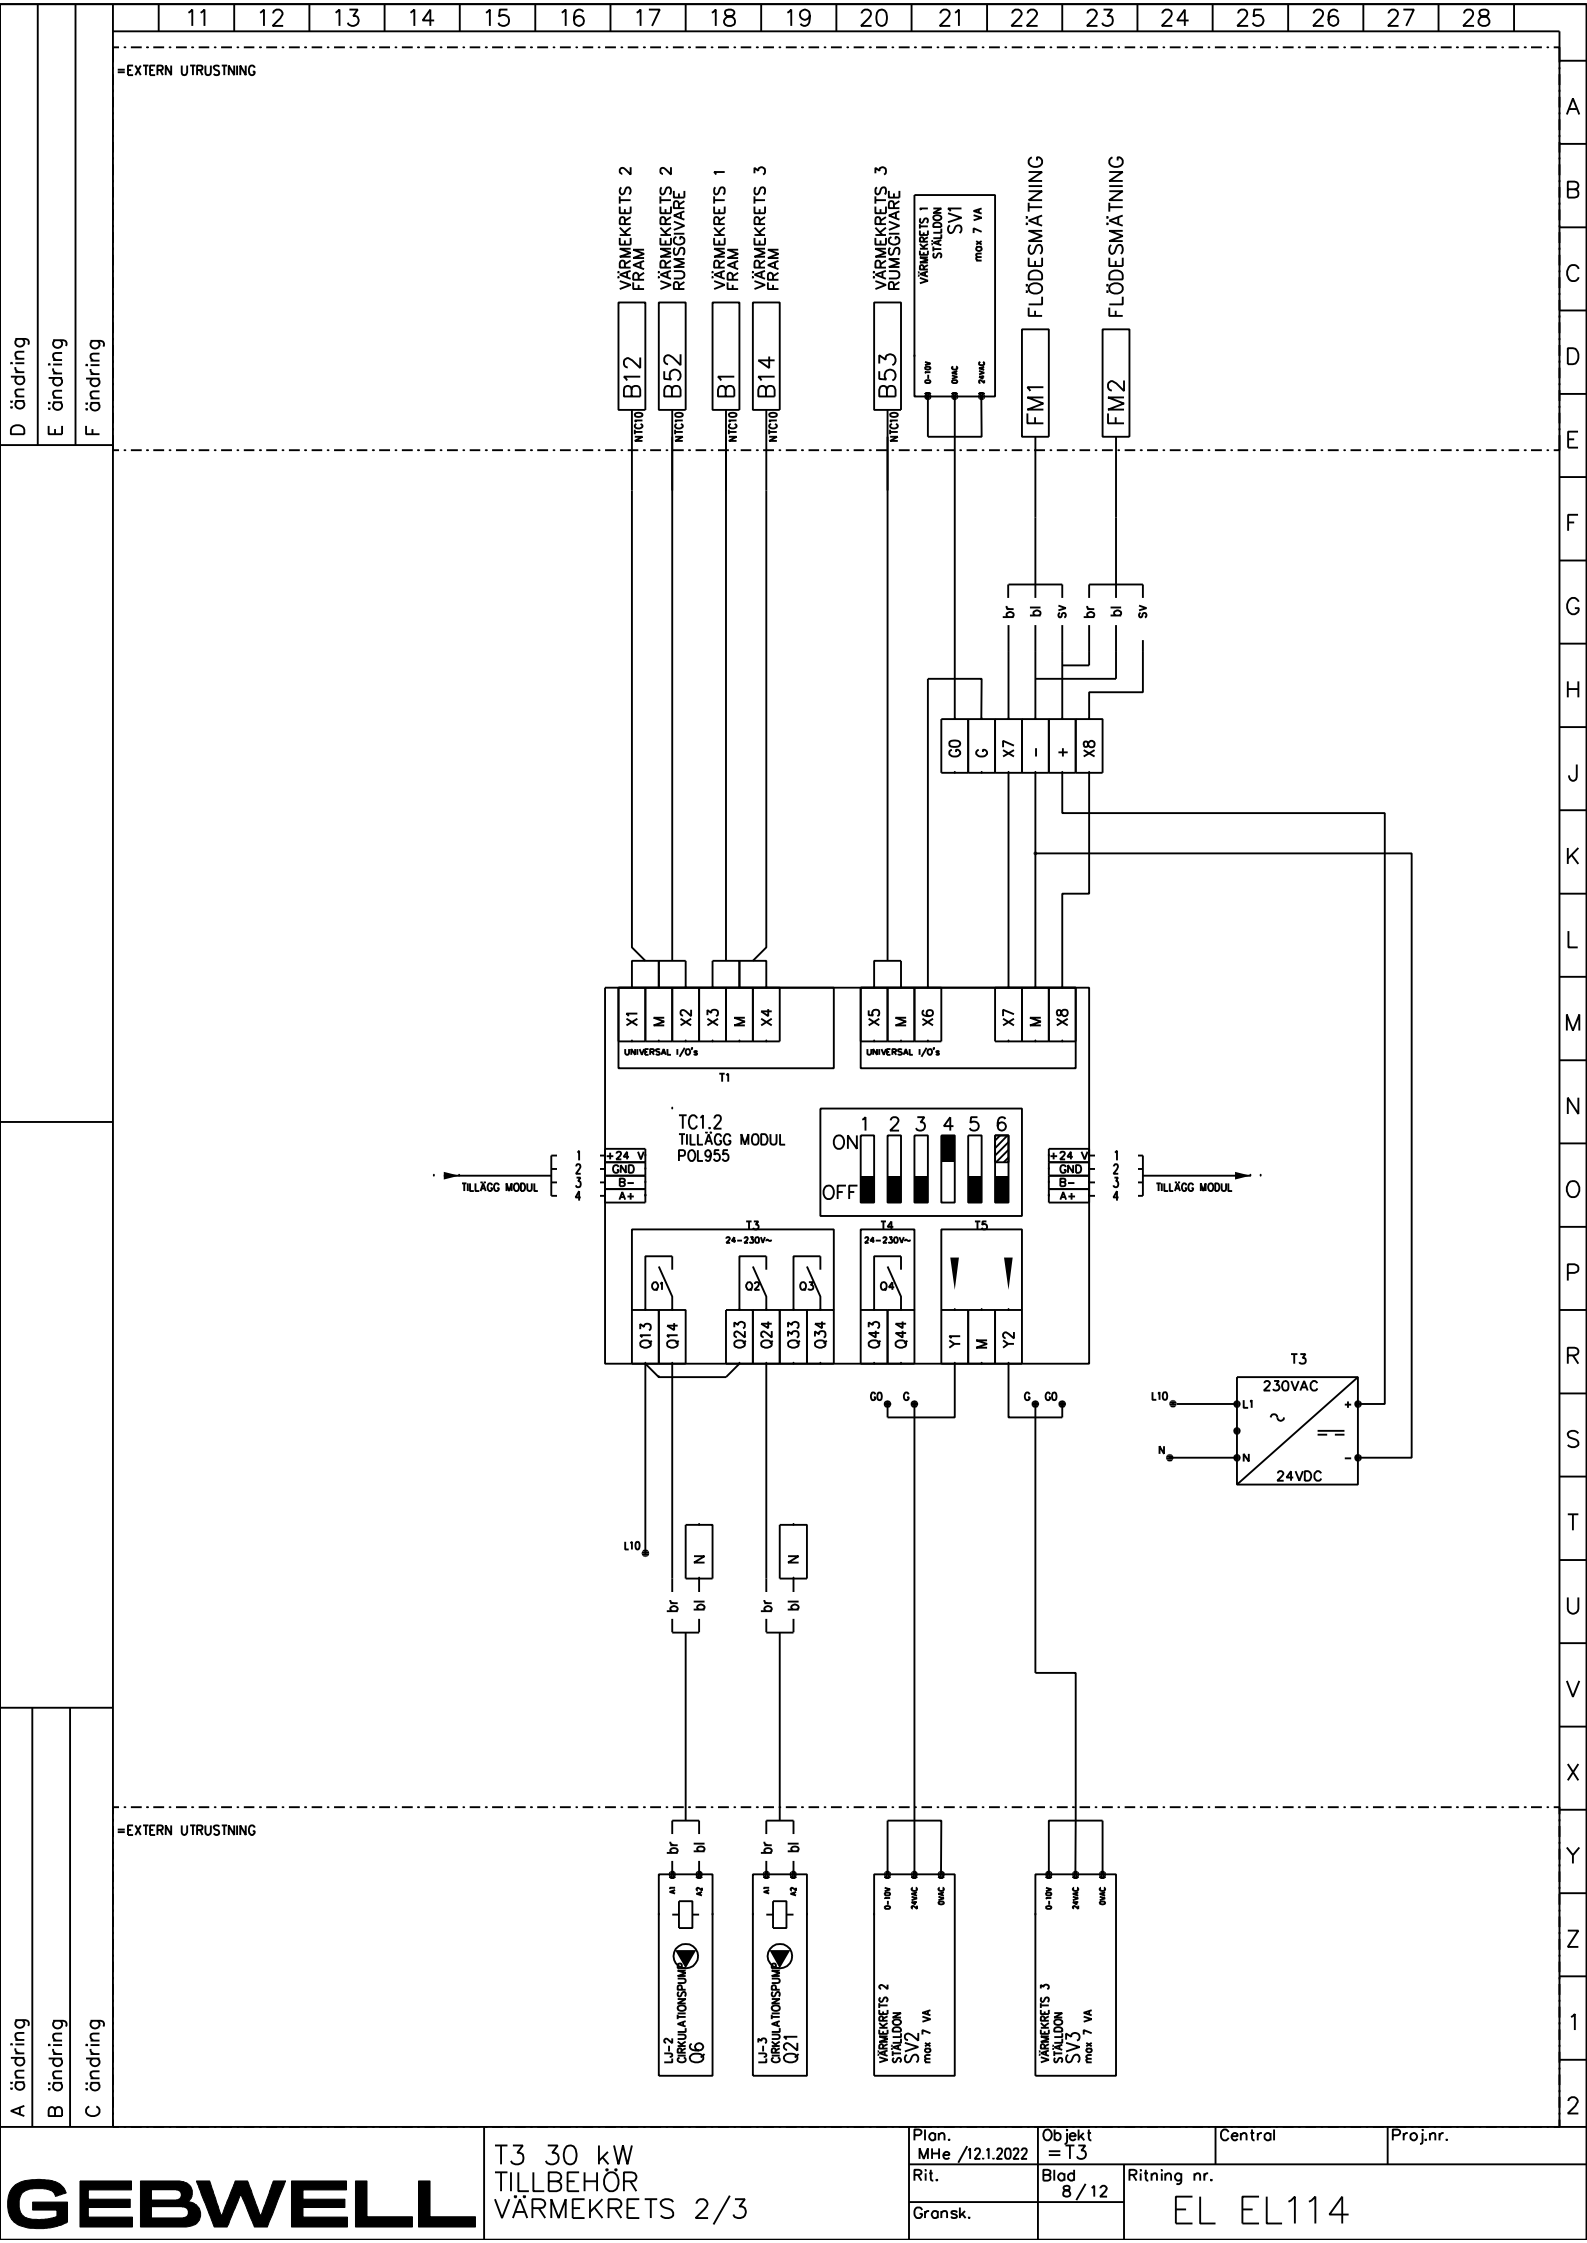 11 12 13 14 15 16 17 18 19 20 21 22 23 24 25 26 27 28
=EXTERN UTRUSTNING
A
B
C
D
E
F
G
H
J
K
L
M
N
O
P
R
S
T
U
V
X
Y
Z
1
2
D ändring
E ändring
F ändring
VÄRMEKRETS 2
FRAM
VÄRMEKRETS 2
RUMSGIVARE
VÄRMEKRETS 1
FRAM
VÄRMEKRETS 3
FRAM
VÄRMEKRETS 3
RUMSGIVARE
VÄRMEKRETS 1
STÄLLDON
SV1
max 7 VA
FLÖDESMÄTNING
FLÖDESMÄTNING
B12
B52
B1
B14
B53
0-10V
0VAC
24VAC
FM1
FM2
NTC10
NTC10
NTC10
NTC10
NTC10
br
bl
sv
br
bl
sv
G0
G
X7
-
+
X8
X1
M
X2
X3
M
X4
X5
M
X6
X7
M
X8
UNIVERSAL I/O's
UNIVERSAL I/O's
T1
TC1.2
TILLÄGG MODUL
POL955
1 2 3 4 5 6
ON
OFF
1 +24 V
2 GND
3 B-
4 A+
TILLÄGG MODUL
+24 V 1
GND 2
B- 3
A+ 4
TILLÄGG MODUL
T3
24-230V~
T4
24-230V~
T5
Q1
Q2
Q3
Q4
Q13
Q14
Q23
Q24
Q33
Q34
Q43
Q44
Y1
M
Y2
G0
G
G
G0
T3
230VAC
L10
L1
+
~
N
N
-
24VDC
L10
N
N
br
bl
br
bl
=EXTERN UTRUSTNING
br
bl
br
bl
A1
A2
A1
A2
0-10V
24VAC
0VAC
0-10V
24VAC
0VAC
LJ-2
CIRKULATIONSPUMP
Q6
LJ-3
CIRKULATIONSPUMP
Q21
VÄRMEKRETS 2
STÄLLDON
SV2
max 7 VA
VÄRMEKRETS 3
STÄLLDON
SV3
max 7 VA
A ändring
B ändring
C ändring
GEBWELL
T3 30 kW
TILLBEHÖR
VÄRMEKRETS 2/3
Plan.
MHe /12.1.2022
Objekt
=T3
Central
Proj.nr.
Rit.
Blad
8/12
Ritning nr.
EL EL114
Gransk.